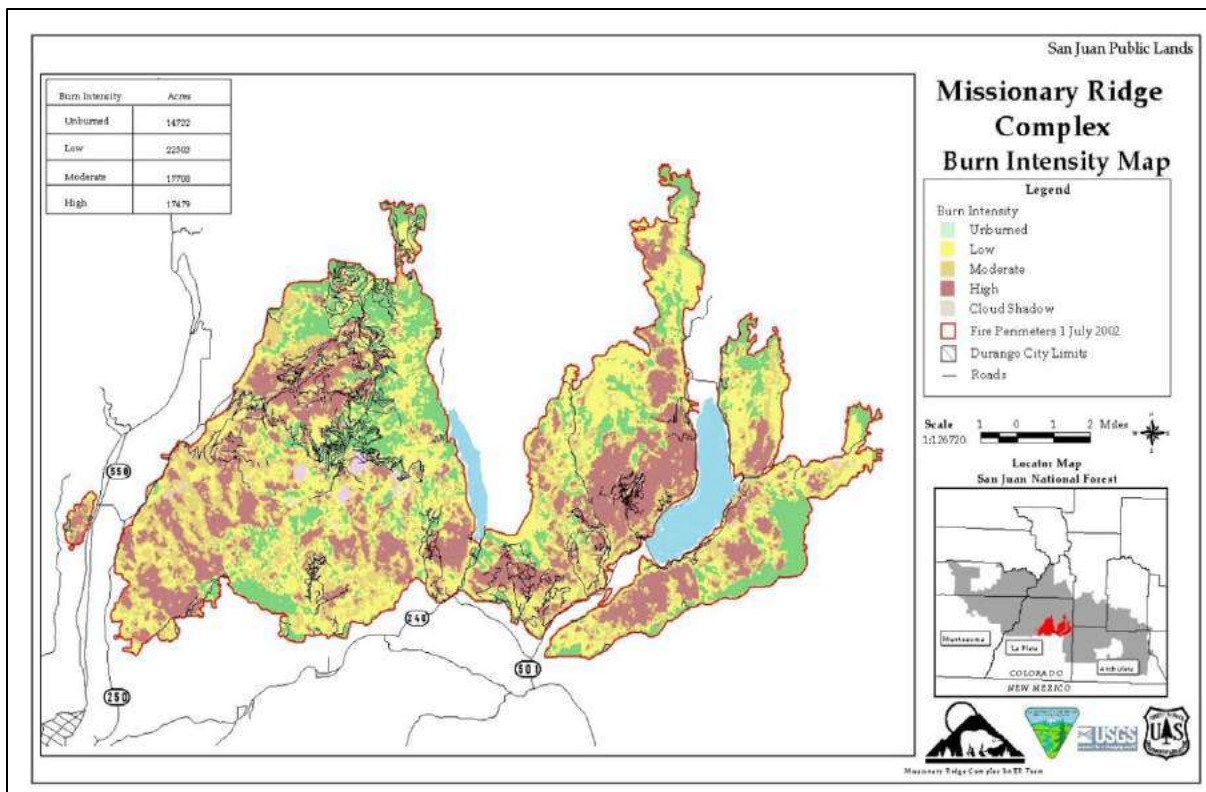 San Juan Public Lands
Missionary Ridge
Complex
Burn Intensity Map
Burn Intensity Acres
Unburned 14722
Low 22503
Moderate 17708
High 17479
Legend
Burn Intensity
Unburned
Low
Moderate
High
Cloud Shadow
Fire Perimeters 1 July 2002
Durango City Limits
Roads
Scale
1:126720
1 0 1 2 Miles
N
W E
S
Locator Map
San Juan National Forest
Montezuma
La Plata
Archuleta
COLORADO
NEW MEXICO
550
240
501
250
Missionary Ridge Complex BAER Team
USGS
U S